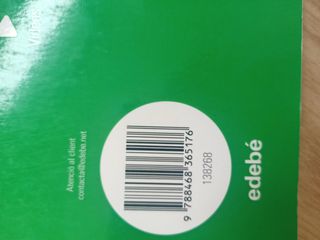 Atenció al client
contacta@edebe.net
9 788468 365176
138268
edebé